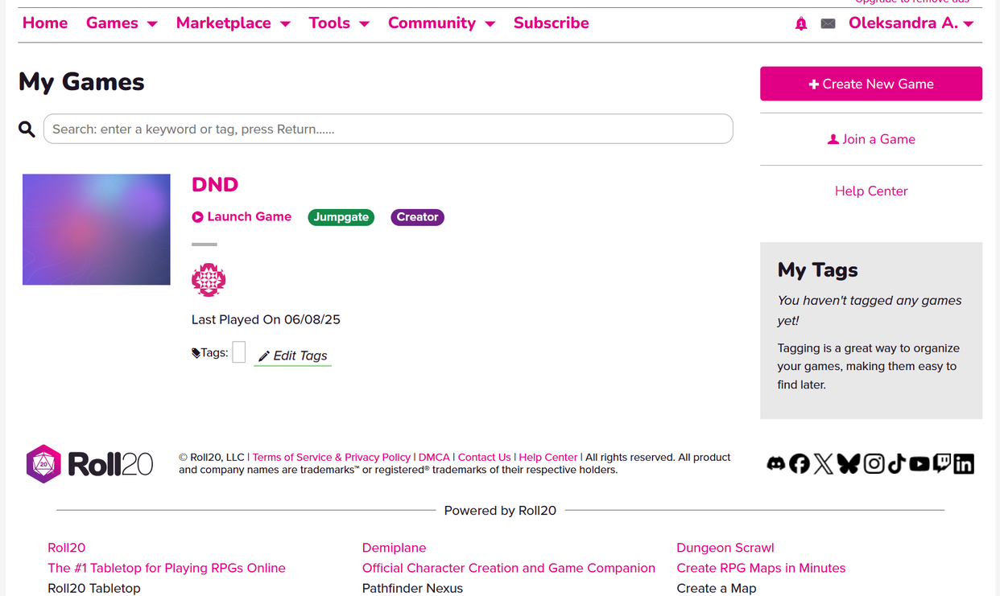 Upgrade to remove ads
Home Games Marketplace Tools Community Subscribe 1 Oleksandra A.
My Games
Search: enter a keyword or tag, press Return......
DND
Launch Game Jumpgate Creator
Last Played On 06/08/25
Tags: Edit Tags
+ Create New Game
Join a Game
Help Center
My Tags
You haven't tagged any games
yet!
Tagging is a great way to organize
your games, making them easy to
find later.
20 Roll20
© Roll20, LLC | Terms of Service & Privacy Policy | DMCA | Contact Us | Help Center | All rights reserved. All product
and company names are trademarks™ or registered® trademarks of their respective holders.
Powered by Roll20
Roll20
The #1 Tabletop for Playing RPGs Online
Roll20 Tabletop
Demiplane
Official Character Creation and Game Companion
Pathfinder Nexus
Dungeon Scrawl
Create RPG Maps in Minutes
Create a Map